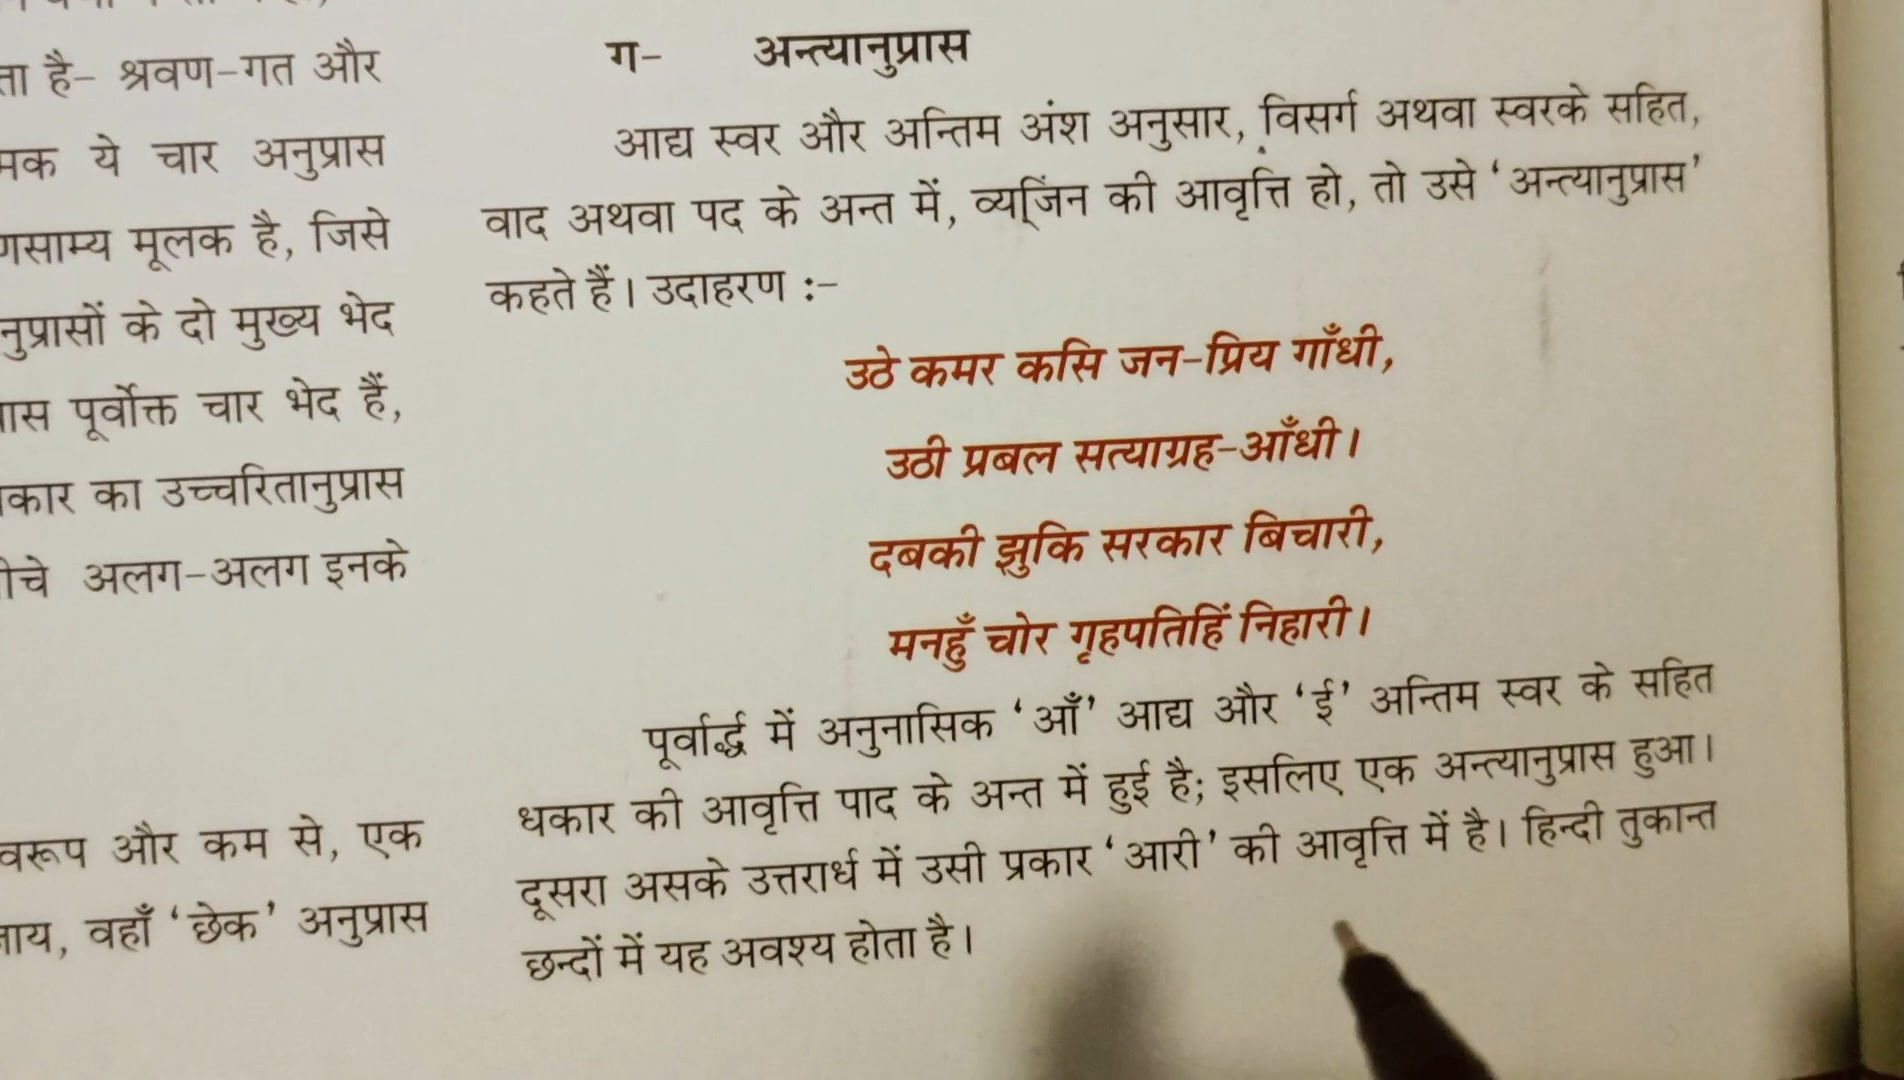 ता है- श्रवण-गत और
मक ये चार अनुप्रास
णसाम्य मूलक है, जिसे
नुप्रासों के दो मुख्य भेद
ास पूर्वोक्त चार भेद हैं,
कार का उच्चरितानुप्रास
ीचे अलग-अलग इनके
वरूप और कम से, एक
जाय, वहाँ ‘छेक’ अनुप्रास
ग- अन्त्यानुप्रास
आद्य स्वर और अन्तिम अंश अनुसार, विसर्ग अथवा स्वरके सहित,
वाद अथवा पद के अन्त में, की आवृत्ति हो, तो उसे ‘अन्त्यानुप्रास’
कहते हैं। उदाहरण :-
उठे कमर कसि जन-प्रिय गाँधी,
उठी प्रबल सत्याग्रह-आँधी।
दबकी झुकि सरकार बिचारी,
मनहुँ चोर गृहपतिहिं निहारी।
पूर्वार्द्ध में अनुनासिक ‘आँ’ आद्य और ‘ई’ अन्तिम स्वर के सहित
धकार की आवृत्ति पाद के अन्त में हुई है; इसलिए एक अन्त्यानुप्रास हुआ।
दूसरा असके उत्तरार्ध में उसी प्रकार ‘आरी’ की आवृत्ति में है। हिन्दी तुकान्त
छन्दों में यह अवश्य होता है।